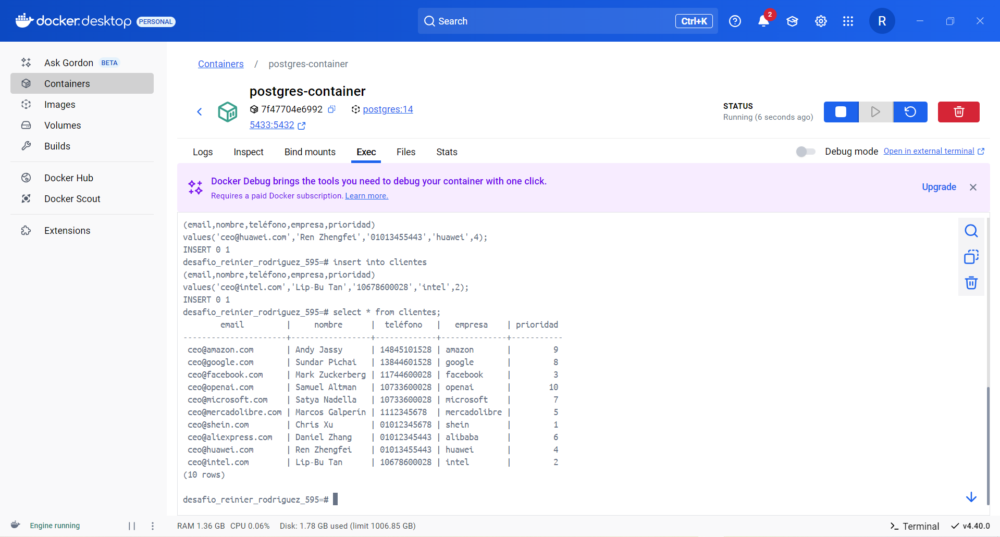 docker.desktop PERSONAL
Search Ctrl+K
2
R
Ask Gordon BETA
Containers
Images
Volumes
Builds
Docker Hub
Docker Scout
Extensions
Containers / postgres-container
postgres-container
7f47704e6992 postgres:14
5433:5432
STATUS
Running (6 seconds ago)
Logs Inspect Bind mounts Exec Files Stats
Debug mode Open in external terminal
Docker Debug brings the tools you need to debug your container with one click.
Requires a paid Docker subscription. Learn more.
Upgrade
(email,nombre,teléfono,empresa,prioridad)
values('ceo@huawei.com','Ren Zhengfei','01013455443','huawei',4);
INSERT 0 1
desafio_reinier_rodriguez_595=# insert into clientes
(email,nombre,teléfono,empresa,prioridad)
values('ceo@intel.com','Lip-Bu Tan','10678600028','intel',2);
INSERT 0 1
desafio_reinier_rodriguez_595=# select * from clientes;
email | nombre | teléfono | empresa | prioridad
----------------------+-----------------+-------------+--------------+-----------
ceo@amazon.com | Andy Jassy | 14845101528 | amazon | 9
ceo@google.com | Sundar Pichai | 13844601528 | google | 8
ceo@facebook.com | Mark Zuckerberg | 11744600028 | facebook | 3
ceo@openai.com | Samuel Altman | 10733600028 | openai | 10
ceo@microsoft.com | Satya Nadella | 10733600028 | microsoft | 7
ceo@mercadolibre.com | Marcos Galperín | 1112345678 | mercadolibre | 5
ceo@shein.com | Chris Xu | 01012345678 | shein | 1
ceo@aliexpress.com | Daniel Zhang | 01012345443 | alibaba | 6
ceo@huawei.com | Ren Zhengfei | 01013455443 | huawei | 4
ceo@intel.com | Lip-Bu Tan | 10678600028 | intel | 2
(10 rows)
desafio_reinier_rodriguez_595=#
Engine running
RAM 1.36 GB CPU 0.06% Disk: 1.78 GB used (limit 1006.85 GB)
Terminal
v4.40.0